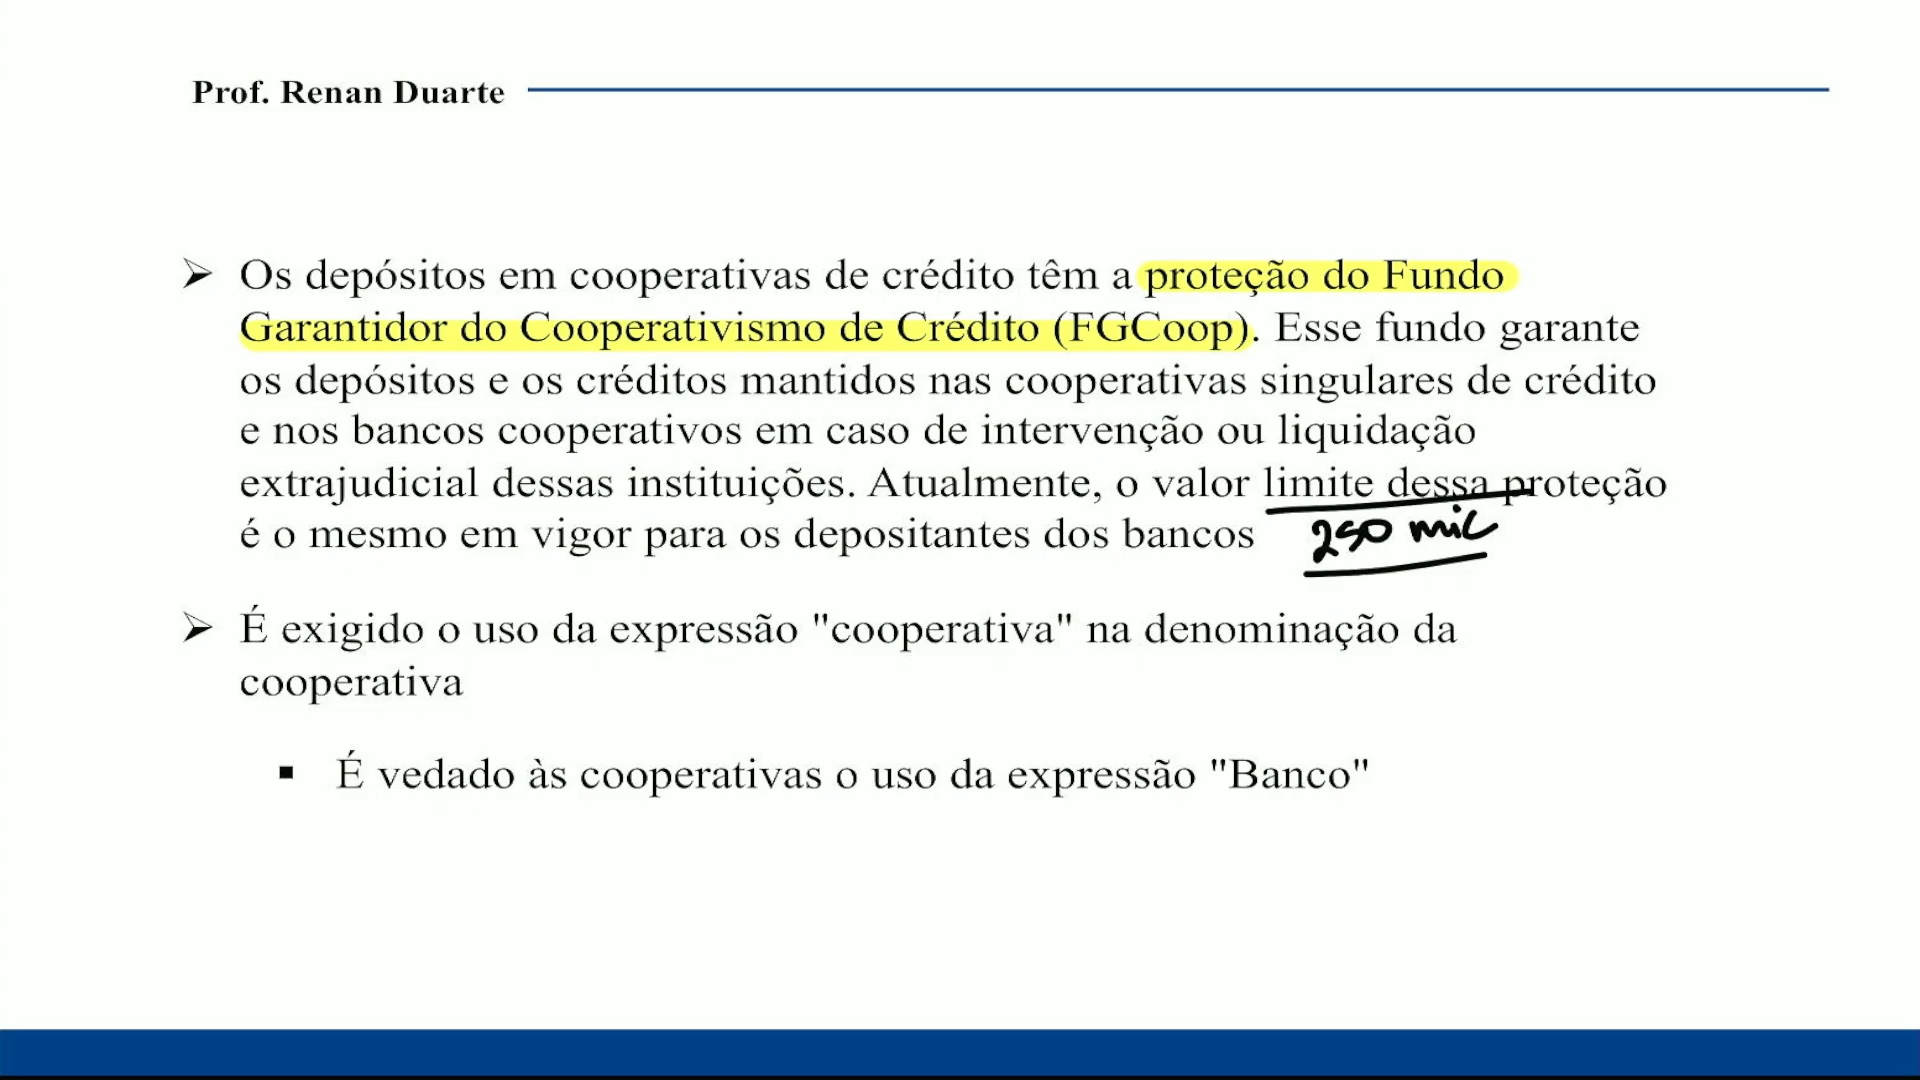 Prof. Renan Duarte
➢ Os depósitos em cooperativas de crédito têm a proteção do Fundo
Garantidor do Cooperativismo de Crédito (FGCoop). Esse fundo garante
os depósitos e os créditos mantidos nas cooperativas singulares de crédito
e nos bancos cooperativos em caso de intervenção ou liquidação
extrajudicial dessas instituições. Atualmente, o valor limite dessa proteção
é o mesmo em vigor para os depositantes dos bancos 250 mil
➢ É exigido o uso da expressão "cooperativa" na denominação da
cooperativa
▪ É vedado às cooperativas o uso da expressão "Banco"